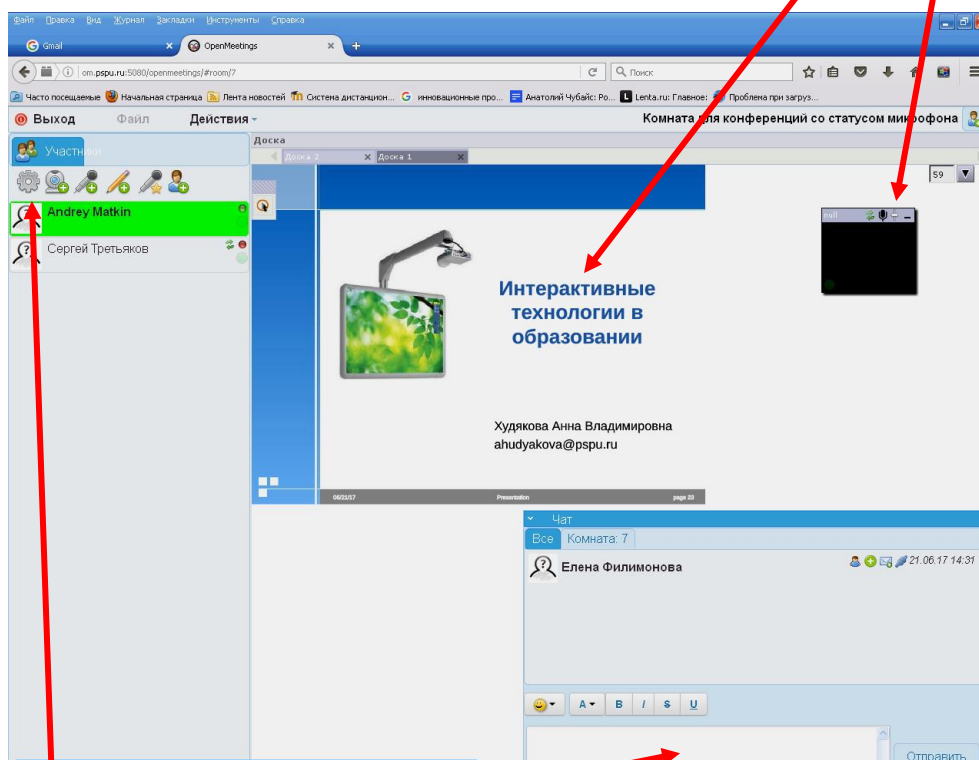 Файл Правка Вид Журнал Закладки Инструменты Справка
Gmail OpenMeetings
om.pspu.ru:5080/openmeetings/#room/7 Поиск
Часто посещаемые Начальная страница Лента новостей Система дистанцион... инновационные про... Анатолий Чубайс: Ро... Lenta.ru: Главное: Проблема при загруз...
Выход Файл Действия Комната для конференций со статусом микрофона
Доска
Участники
Доска 2 Доска 1
59
Andrey Matkin
null
Сергей Третьяков
Интерактивные
технологии в
образовании
Худякова Анна Владимировна
ahudyakova@pspu.ru
06/21/17 Presentation page 23
Чат
Все Комната: 7
Елена Филимонова 21.06.17 14:31
A B I S U
Отправить